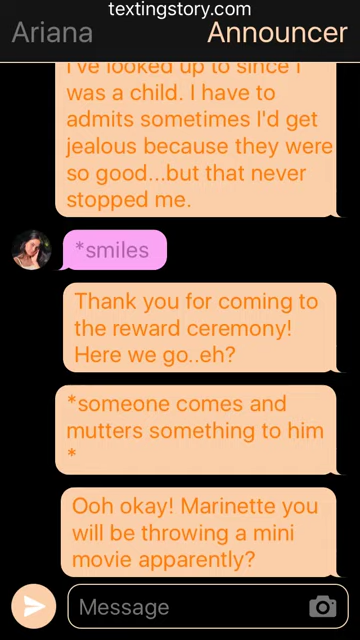 textingstory.com
Ariana Announcer
I've looked up to since I
was a child. I have to
admits sometimes I'd get
jealous because they were
so good...but that never
stopped me.
*smiles
Thank you for coming to
the reward ceremony!
Here we go..eh?
*someone comes and
mutters something to him
*
Ooh okay! Marinette you
will be throwing a mini
movie apparently?
Message